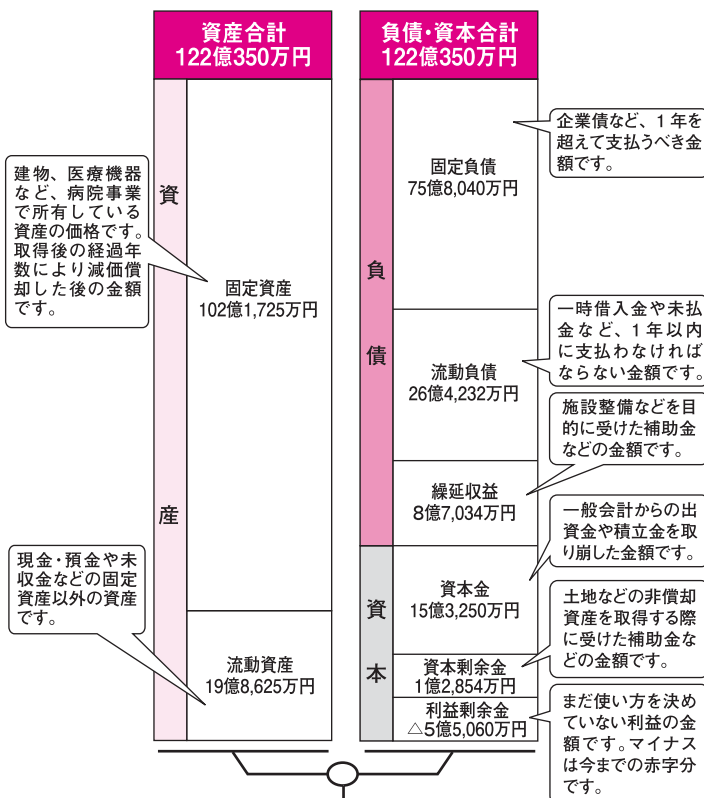 資産合計
122億350万円
負債・資本合計
122億350万円
資
産
建物、医療機器
など、病院事業
で所有している
資産の価格です。
取得後の経過年
数により減価償
却した後の金額
です。
固定資産
102億1,725万円
現金・預金や未
収金などの固定
資産以外の資産
です。
流動資産
19億8,625万円
負
債
固定負債
75億8,040万円
企業債など、1年を
超えて支払うべき金
額です。
流動負債
26億4,232万円
一時借入金や未払
金など、1年以内
に支払わなければ
ならない金額です。
繰延収益
8億7,034万円
施設整備などを目
的に受けた補助金
などの金額です。
資
本
資本金
15億3,250万円
一般会計からの出
資金や積立金を取
り崩した金額です。
資本剰余金
1億2,854万円
土地などの非償却
資産を取得する際
に受けた補助金な
どの金額です。
利益剰余金
△5億5,060万円
まだ使い方を決め
ていない利益の金
額です。マイナス
は今までの赤字分
です。